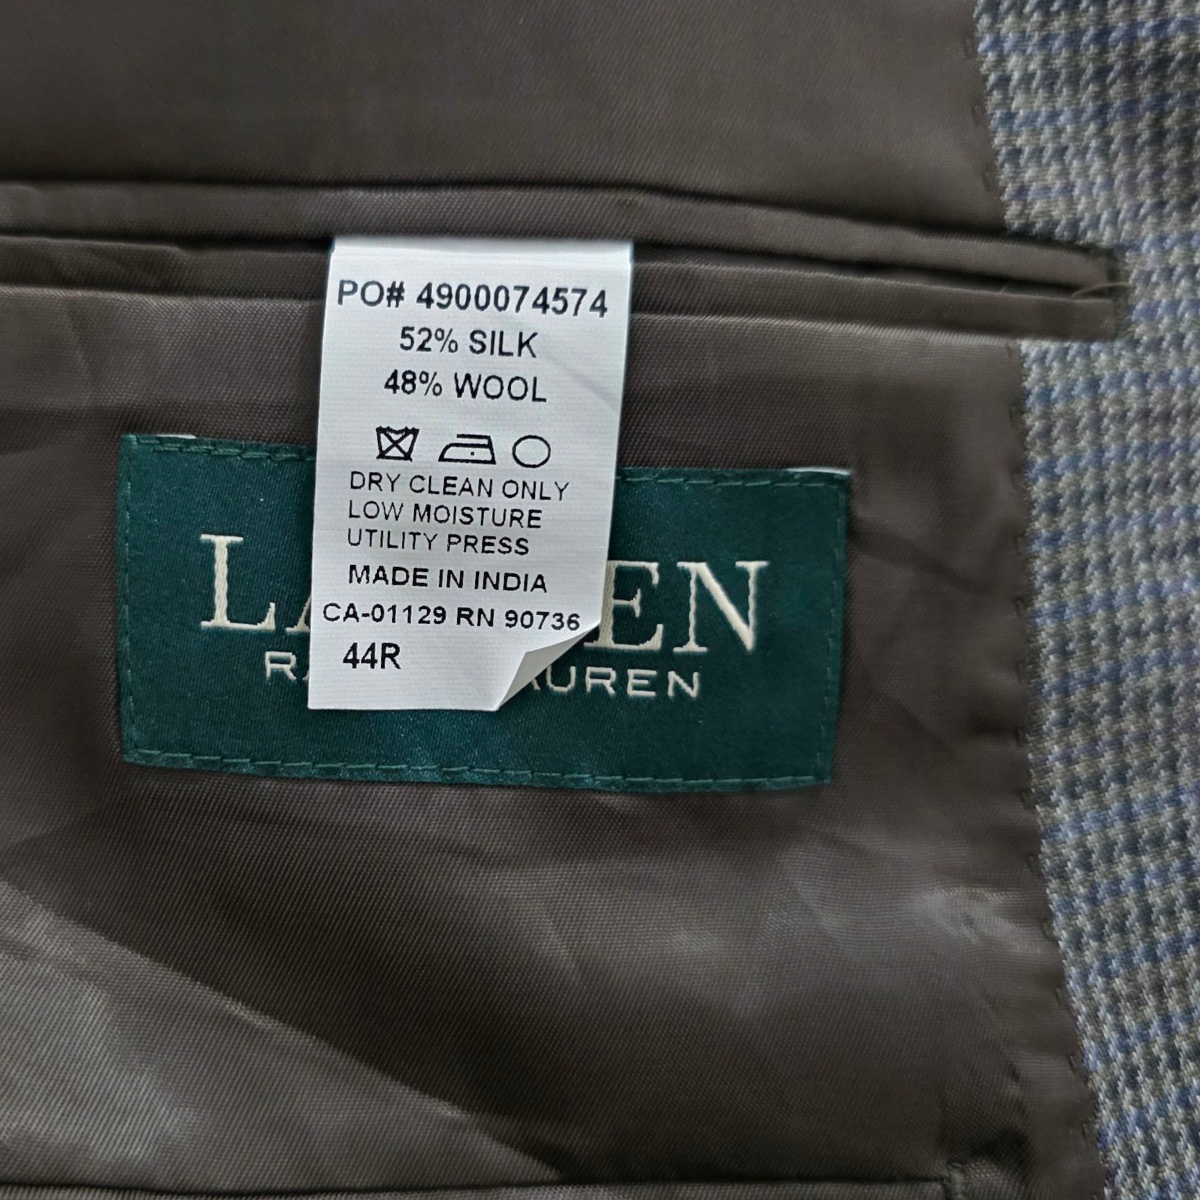 PO# 4900074574
52% SILK
48% WOOL
DRY CLEAN ONLY
LOW MOISTURE
UTILITY PRESS
MADE IN INDIA
CA-01129 RN 90736
44R